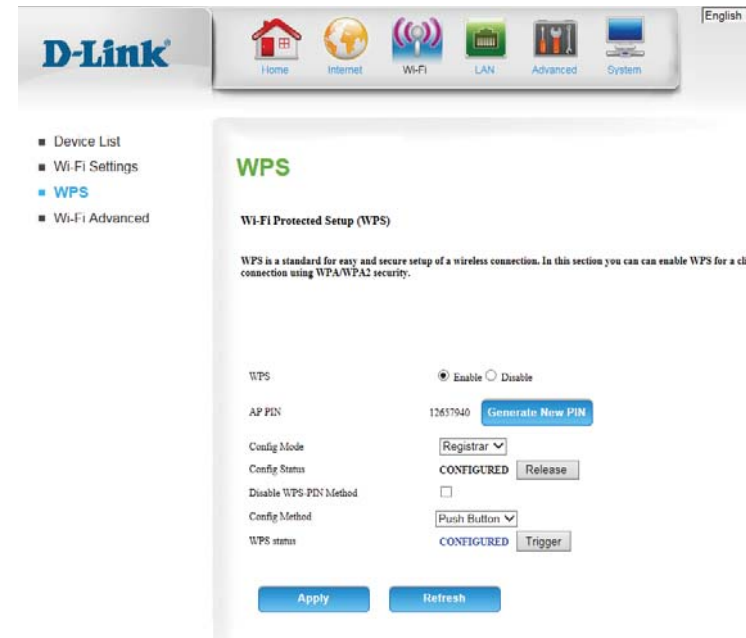 English
D-Link
Home Internet Wi-Fi LAN Advanced System
Device List
Wi-Fi Settings
WPS
Wi-Fi Advanced
WPS
Wi-Fi Protected Setup (WPS)
WPS is a standard for easy and secure setup of a wireless connection. In this section you can can enable WPS for a cli
connection using WPA/WPA2 security.
WPS Enable Disable
AP PIN 12657940 Generate New PIN
Config Mode Registrar
Config Status CONFIGURED Release
Disable WPS-PIN Method
Config Method Push Button
WPS status CONFIGURED Trigger
Apply Refresh